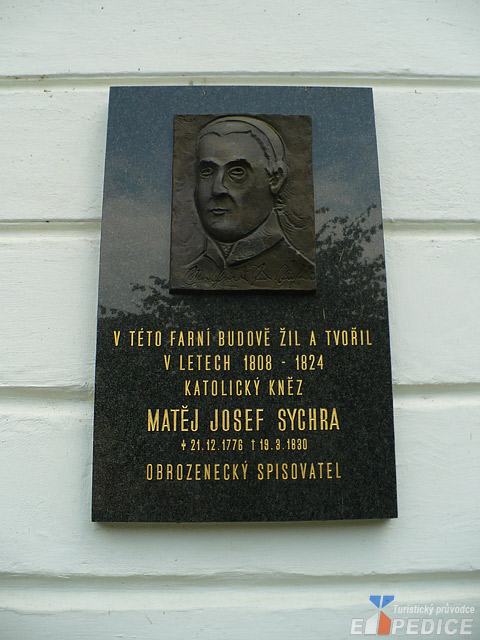 V TÉTO FARNÍ BUDOVĚ ŽIL A TVOŘIL
V LETECH 1808 - 1824
KATOLICKÝ KNĚZ
MATĚJ JOSEF SYCHRA
* 21.12.1776 † 19.3.1830
OBROZENECKÝ SPISOVATEL
Turistický průvodce
EXPEDICE